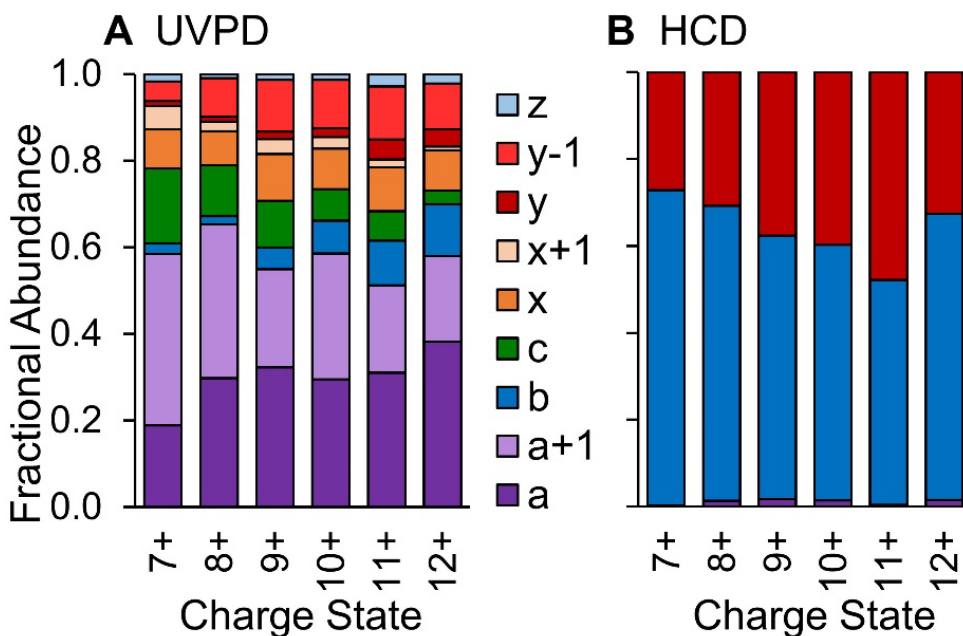 A UVPD
B HCD
Fractional Abundance
1.0
0.8
0.6
0.4
0.2
0.0
7+
8+
9+
10+
11+
12+
Charge State
z
y-1
y
x+1
x
c
b
a+1
a
7+
8+
9+
10+
11+
12+
Charge State